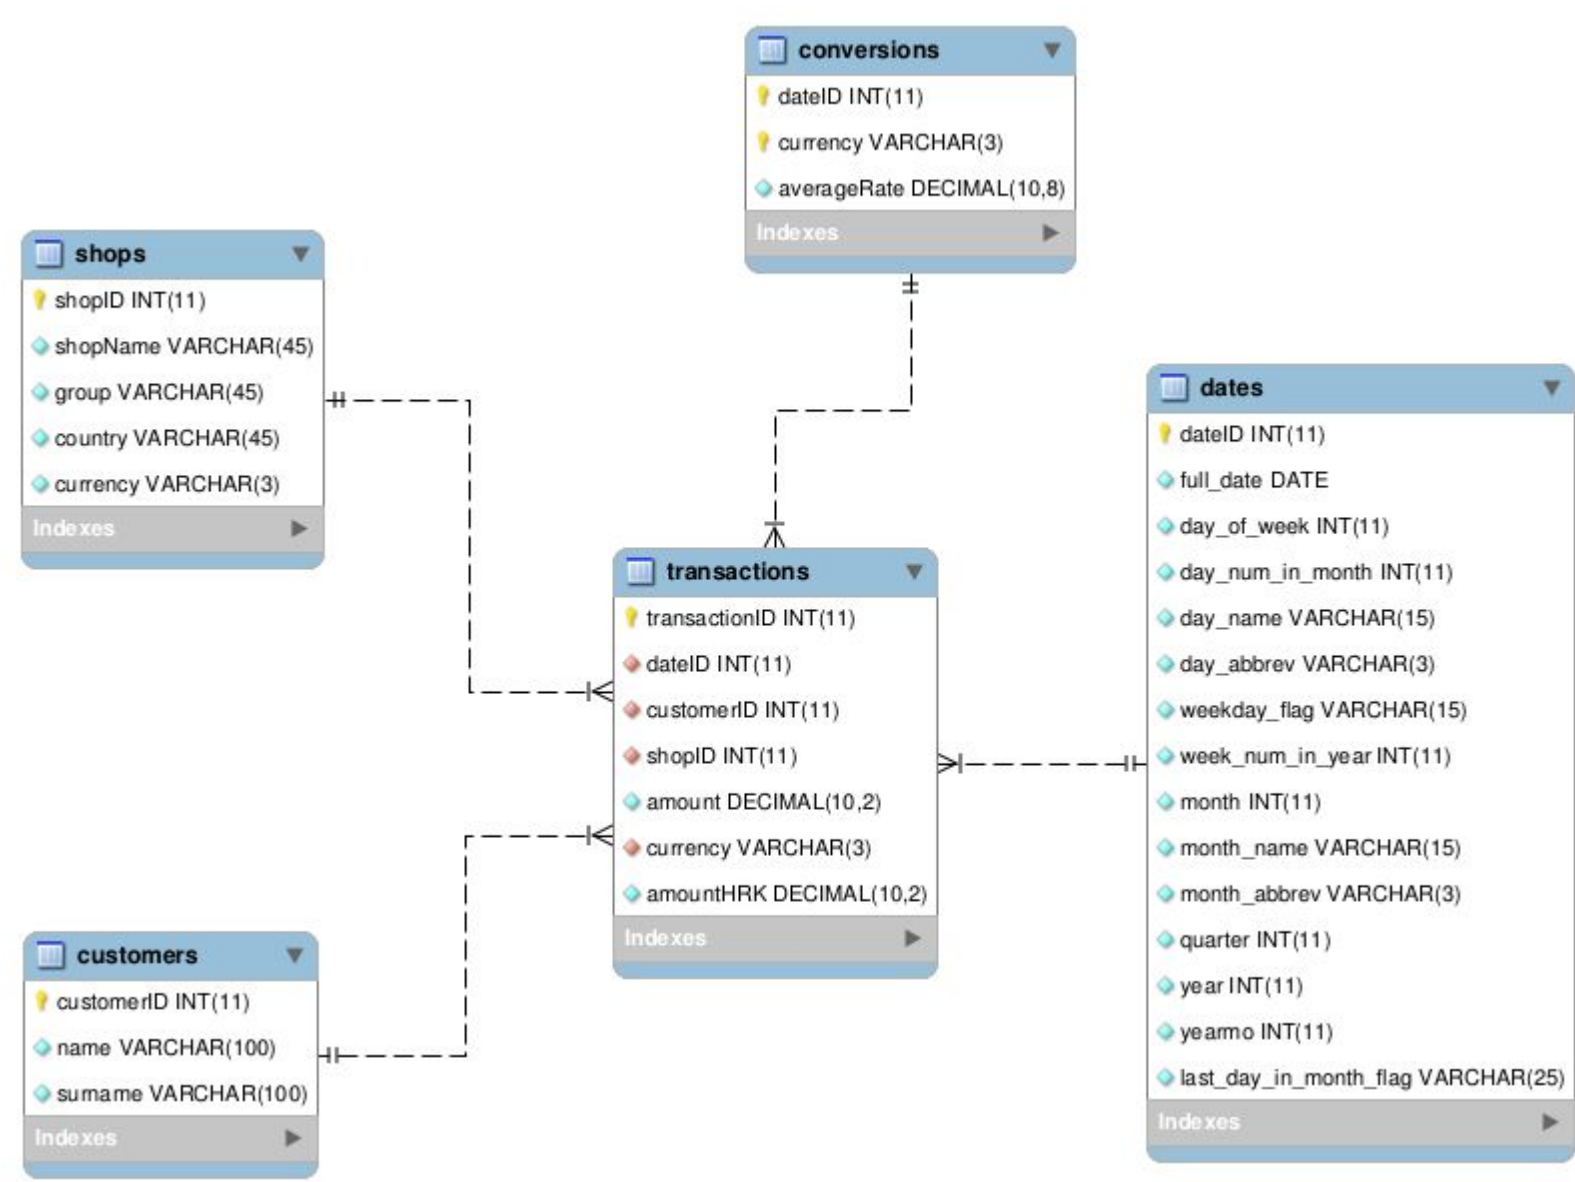 conversions
dateID INT(11)
currency VARCHAR(3)
averageRate DECIMAL(10,8)
Indexes
shops
shopID INT(11)
shopName VARCHAR(45)
group VARCHAR(45)
country VARCHAR(45)
currency VARCHAR(3)
Indexes
transactions
transactionID INT(11)
dateID INT(11)
customerID INT(11)
shopID INT(11)
amount DECIMAL(10,2)
currency VARCHAR(3)
amountHRK DECIMAL(10,2)
Indexes
dates
dateID INT(11)
full_date DATE
day_of_week INT(11)
day_num_in_month INT(11)
day_name VARCHAR(15)
day_abbrev VARCHAR(3)
weekday_flag VARCHAR(15)
week_num_in_year INT(11)
month INT(11)
month_name VARCHAR(15)
month_abbrev VARCHAR(3)
quarter INT(11)
year INT(11)
yearmo INT(11)
last_day_in_month_flag VARCHAR(25)
Indexes
customers
customerID INT(11)
name VARCHAR(100)
surname VARCHAR(100)
Indexes